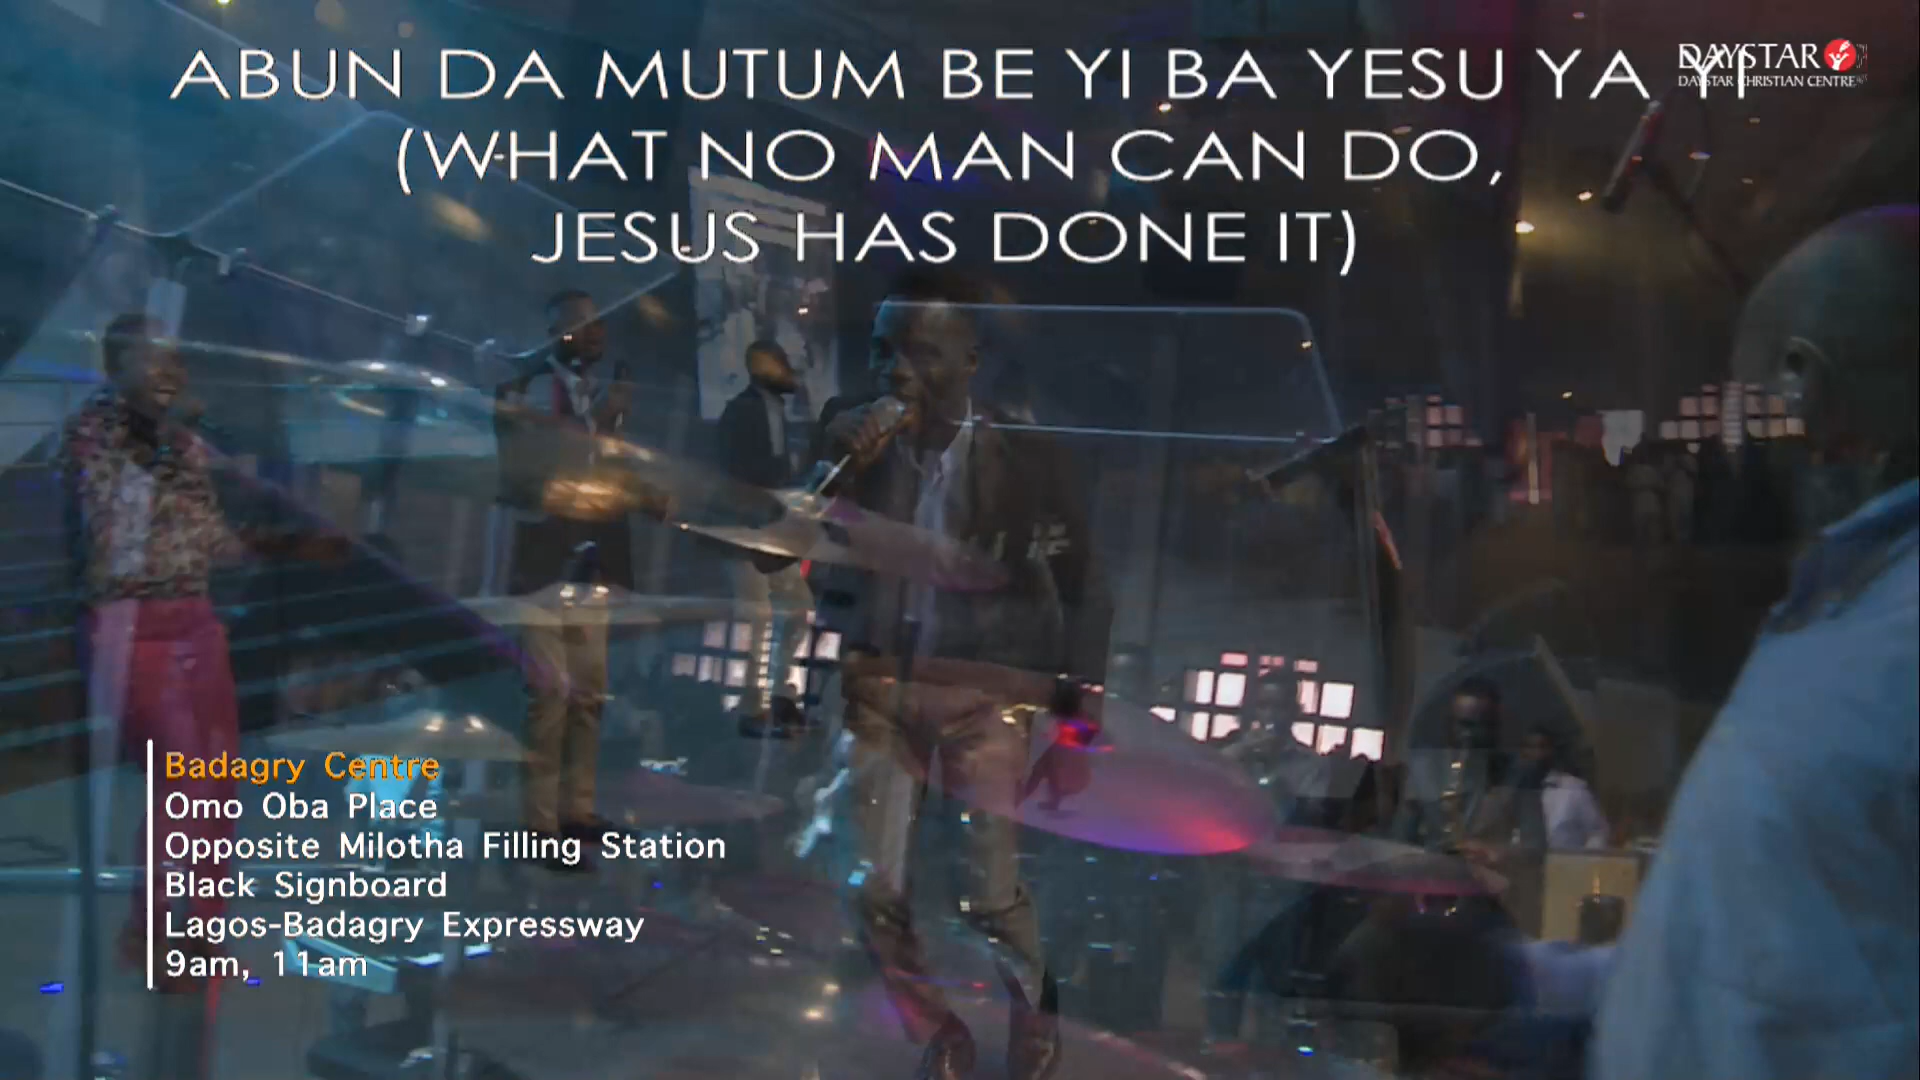 ABUN DA MUTUM BE YI BA YESU YA YI
(WHAT NO MAN CAN DO,
JESUS HAS DONE IT)
DAYSTAR
DAYSTAR CHRISTIAN CENTRE
Badagry Centre
Omo Oba Place
Opposite Milotha Filling Station
Black Signboard
Lagos-Badagry Expressway
9am, 11am